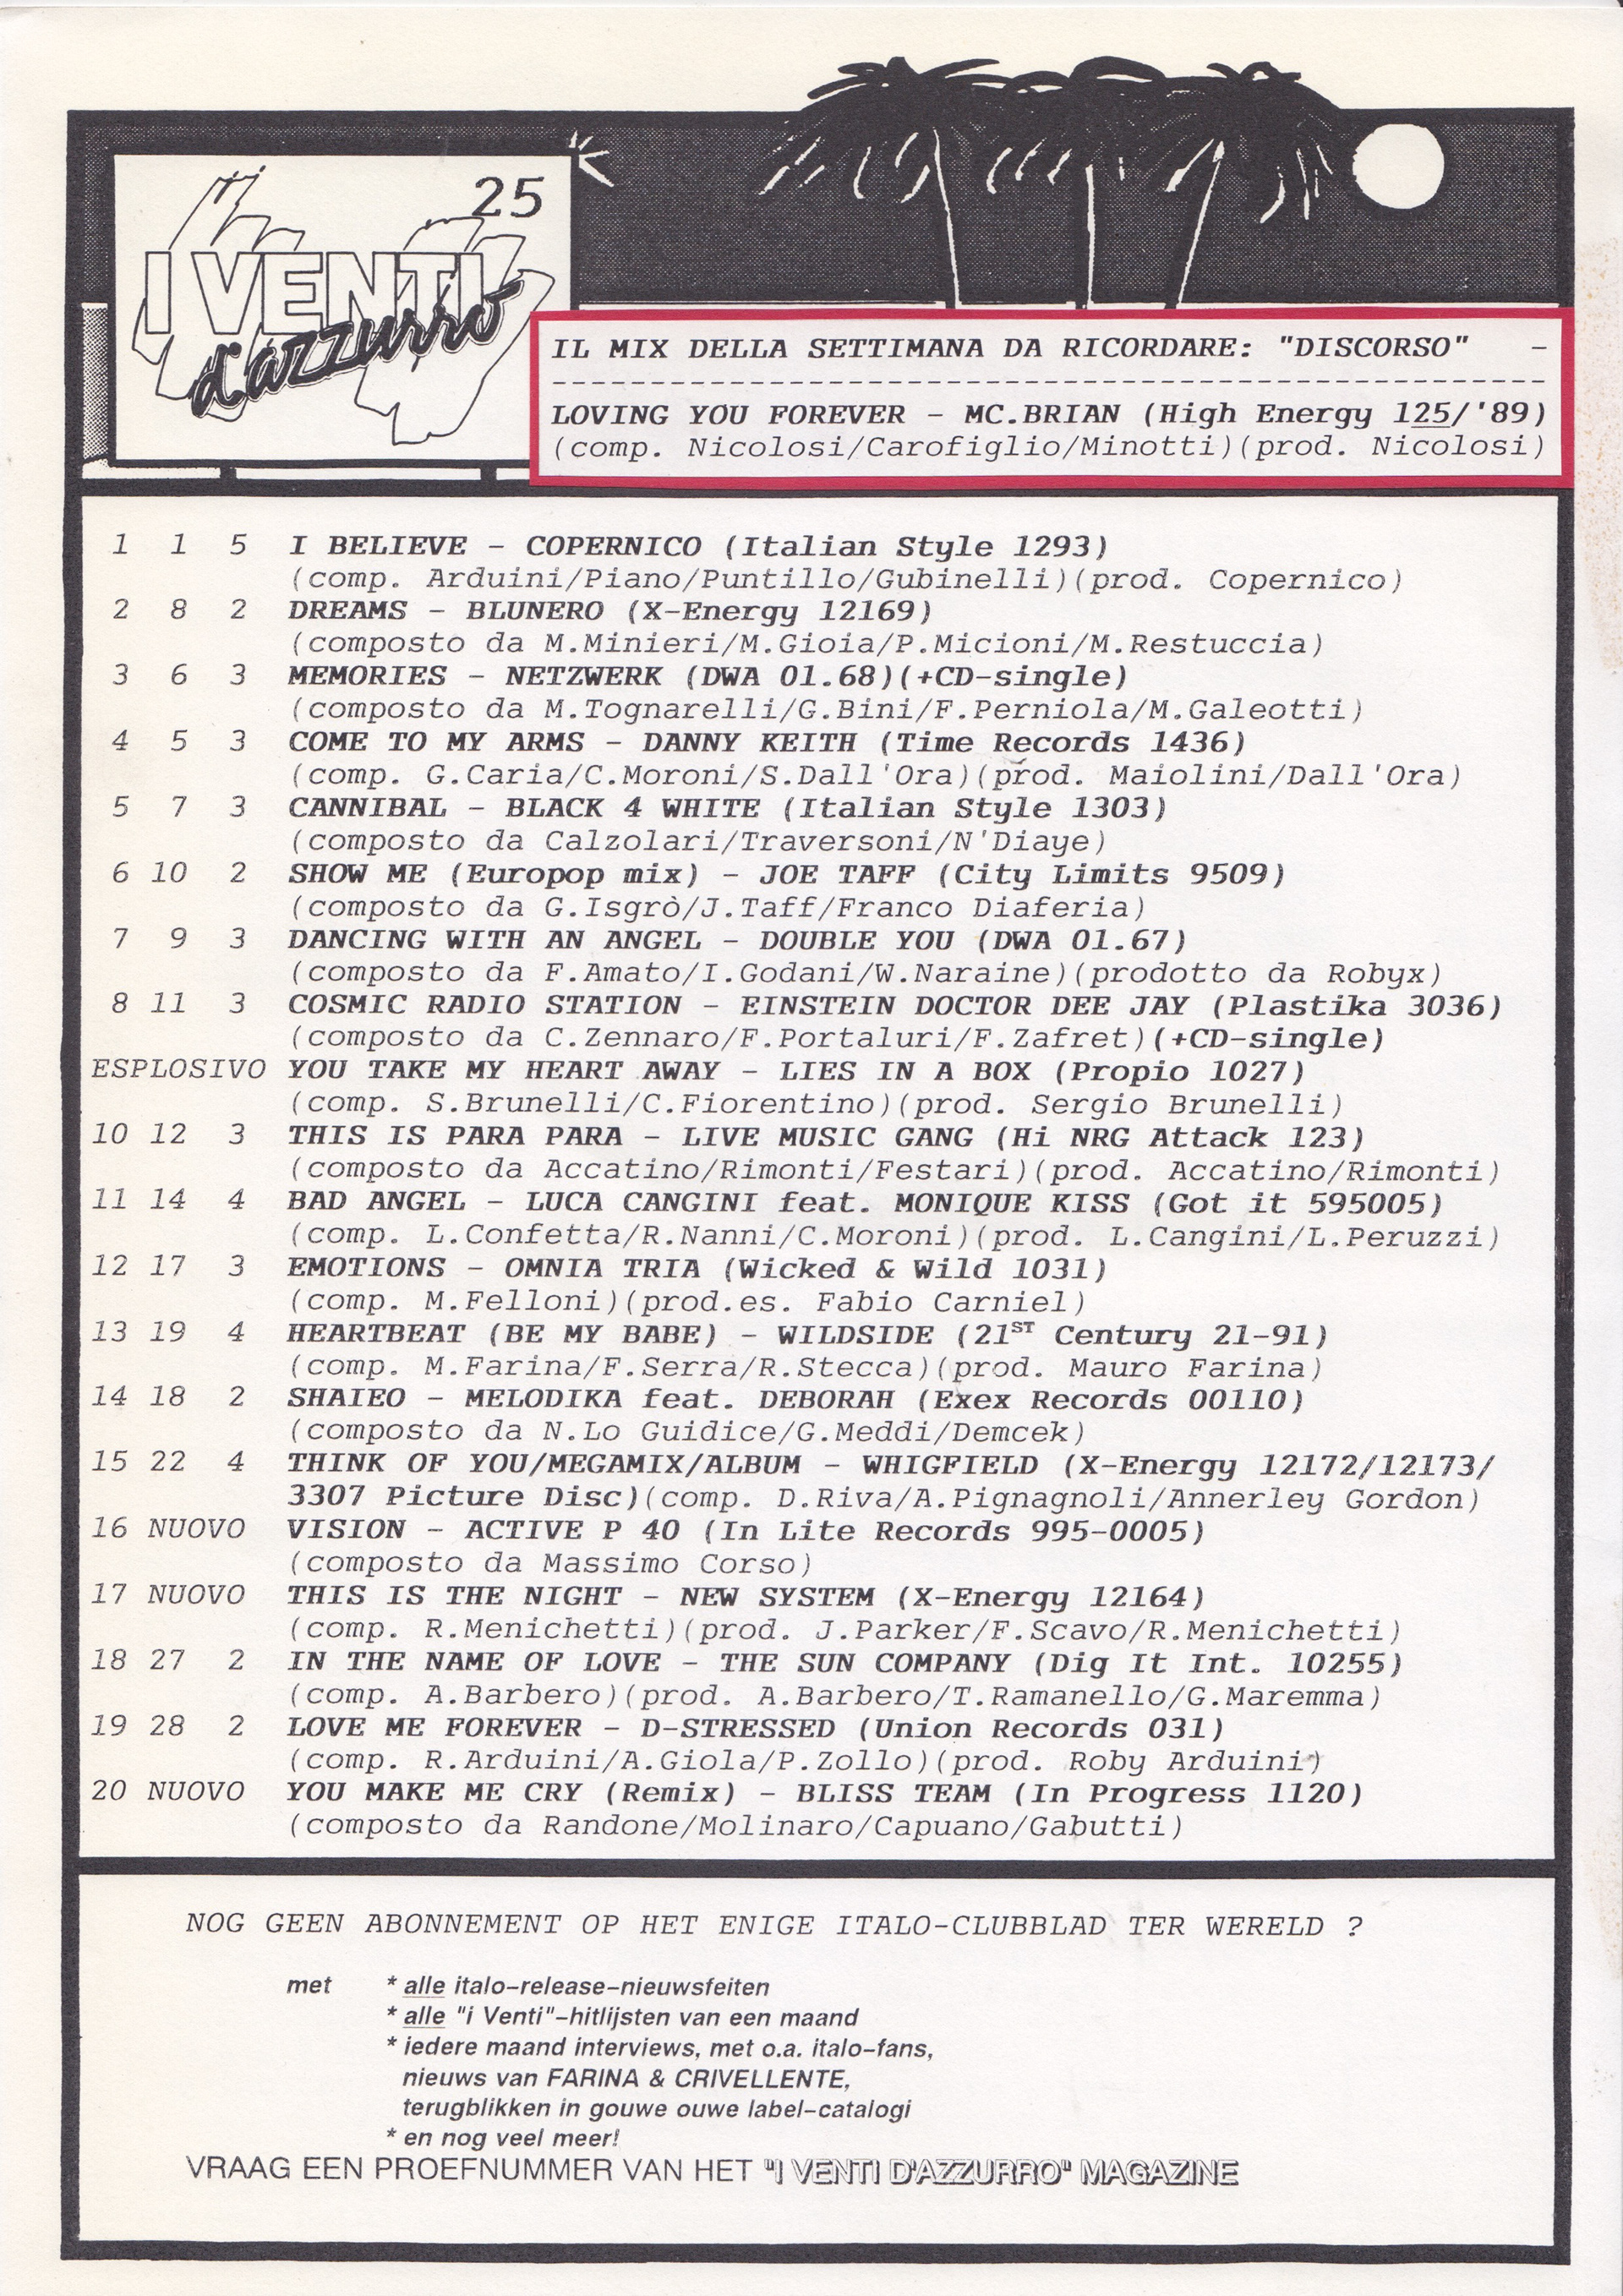 25
I VENTI
d'azzurro
IL MIX DELLA SETTIMANA DA RICORDARE: "DISCORSO" -
---------------------------------------------------
LOVING YOU FOREVER - MC.BRIAN (High Energy 125/'89)
(comp. Nicolosi/Carofiglio/Minotti)(prod. Nicolosi)
1 1 5 I BELIEVE - COPERNICO (Italian Style 1293)
(comp. Arduini/Piano/Puntillo/Gubinelli)(prod. Copernico)
2 8 2 DREAMS - BLUNERO (X-Energy 12169)
(composto da M.Minieri/M.Gioia/P.Micioni/M.Restuccia)
3 6 3 MEMORIES - NETZWERK (DWA 01.68)(+CD-single)
(composto da M.Tognarelli/G.Bini/F.Perniola/M.Galeotti)
4 5 3 COME TO MY ARMS - DANNY KEITH (Time Records 1436)
(comp. G.Caria/C.Moroni/S.Dall'Ora)(prod. Maiolini/Dall'Ora)
5 7 3 CANNIBAL - BLACK 4 WHITE (Italian Style 1303)
(composto da Calzolari/Traversoni/N'Diaye)
6 10 2 SHOW ME (Europop mix) - JOE TAFF (City Limits 9509)
(composto da G.Isgrò/J.Taff/Franco Diaferia)
7 9 3 DANCING WITH AN ANGEL - DOUBLE YOU (DWA 01.67)
(composto da F.Amato/I.Godani/W.Naraine)(prodotto da Robyx)
8 11 3 COSMIC RADIO STATION - EINSTEIN DOCTOR DEE JAY (Plastika 3036)
(composto da C.Zennaro/F.Portaluri/F.Zafret)(+CD-single)
ESPLOSIVO YOU TAKE MY HEART AWAY - LIES IN A BOX (Propio 1027)
(comp. S.Brunelli/C.Fiorentino)(prod. Sergio Brunelli)
10 12 3 THIS IS PARA PARA - LIVE MUSIC GANG (Hi NRG Attack 123)
(composto da Accatino/Rimonti/Festari)(prod. Accatino/Rimonti)
11 14 4 BAD ANGEL - LUCA CANGINI feat. MONIQUE KISS (Got it 595005)
(comp. L.Confetta/R.Nanni/C.Moroni)(prod. L.Cangini/L.Peruzzi)
12 17 3 EMOTIONS - OMNIA TRIA (Wicked & Wild 1031)
(comp. M.Felloni)(prod.es. Fabio Carniel)
13 19 4 HEARTBEAT (BE MY BABE) - WILDSIDE (21ST Century 21-91)
(comp. M.Farina/F.Serra/R.Stecca)(prod. Mauro Farina)
14 18 2 SHAIEO - MELODIKA feat. DEBORAH (Exex Records 00110)
(composto da N.Lo Guidice/G.Meddi/Demcek)
15 22 4 THINK OF YOU/MEGAMIX/ALBUM - WHIGFIELD (X-Energy 12172/12173/
3307 Picture Disc)(comp. D.Riva/A.Pignagnoli/Annerley Gordon)
16 NUOVO VISION - ACTIVE P 40 (In Lite Records 995-0005)
(composto da Massimo Corso)
17 NUOVO THIS IS THE NIGHT - NEW SYSTEM (X-Energy 12164)
(comp. R.Menichetti)(prod. J.Parker/F.Scavo/R.Menichetti)
18 27 2 IN THE NAME OF LOVE - THE SUN COMPANY (Dig It Int. 10255)
(comp. A.Barbero)(prod. A.Barbero/T.Ramanello/G.Maremma)
19 28 2 LOVE ME FOREVER - D-STRESSED (Union Records 031)
(comp. R.Arduini/A.Giola/P.Zollo)(prod. Roby Arduini)
20 NUOVO YOU MAKE ME CRY (Remix) - BLISS TEAM (In Progress 1120)
(composto da Randone/Molinaro/Capuano/Gabutti)
NOG GEEN ABONNEMENT OP HET ENIGE ITALO-CLUBBLAD TER WERELD ?
met * alle italo-release-nieuwsfeiten
* alle "i Venti"-hitlijsten van een maand
* iedere maand interviews, met o.a. italo-fans,
nieuws van FARINA & CRIVELLENTE,
terugblikken in gouwe ouwe label-catalogi
* en nog veel meer!
VRAAG EEN PROEFNUMMER VAN HET "I VENTI D'AZZURRO" MAGAZINE